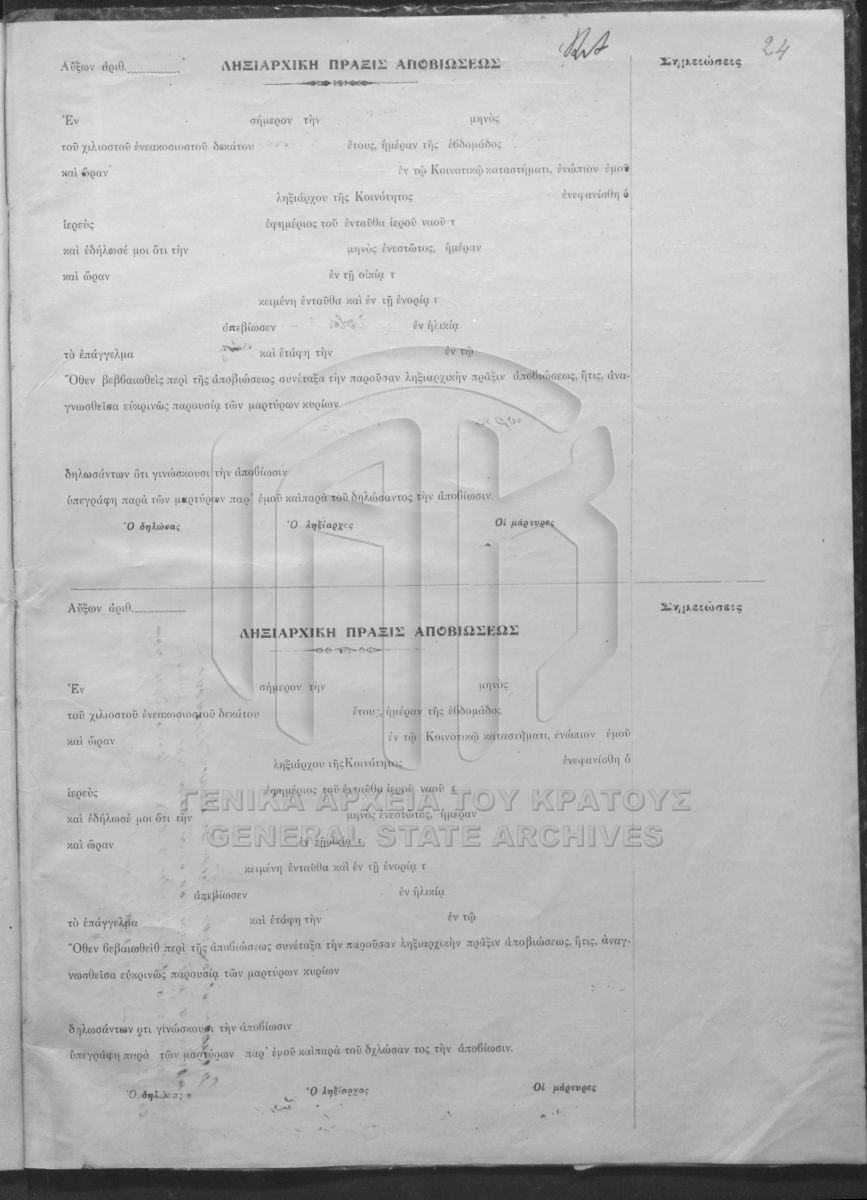 24
Αὔξων ἀριθ. ΛΗΞΙΑΡΧΙΚΗ ΠΡΑΞΙΣ ΑΠΟΒΙΩΣΕΩΣ Σημειώσεις
Ἐν σήμερον τὴν μηνὸς
τοῦ χιλιοστοῦ ἐνεακοσιοστοῦ δεκάτου ἔτους, ἡμέραν τῆς ἑβδομάδος
καὶ ὥραν ἐν τῷ Κοινοτικῷ καταστήματι, ἐνώπιον ἐμοῦ
ληξιάρχου τῆς Κοινότητος ἐνεφανίσθη ὁ
ἱερεὺς ἐφημέριος τοῦ ἐνταῦθα ἱεροῦ ναοῦ τ
καὶ ἐδήλωσέ μοι ὅτι τὴν μηνὸς ἐνεστῶτος, ἡμέραν
καὶ ὥραν ἐν τῇ οἰκίᾳ τ
κειμένη ἐνταῦθα καὶ ἐν τῇ ἐνορίᾳ τ
ἀπεβίωσεν ἐν ἡλικίᾳ
τὸ ἐπάγγελμα καὶ ἐτάφη τὴν ἐν τῷ
Ὅθεν βεββαιωθεὶς περὶ τῆς ἀποβιώσεως συνέταξα τὴν παροῦσαν ληξιαρχικὴν πρᾶξιν ἀποβιώσεως, ἥτις, ἀνα-
γνωσθεῖσα εὐκρινῶς παρουσίᾳ τῶν μαρτύρων κυρίων
δηλωσάντων ὅτι γινώσκουσι τὴν ἀποβίωσιν
ὑπεγράφη παρὰ τῶν μαρτύρων παρ' ἐμοῦ καὶπαρὰ τοῦ δηλώσαντος τὴν ἀποβίωσιν.
Ὁ δηλώσας Ὁ ληξίαρχος Οἱ μάρτυρες
Αὔξων ἀριθ. Σημειώσεις
ΛΗΞΙΑΡΧΙΚΗ ΠΡΑΞΙΣ ΑΠΟΒΙΩΣΕΩΣ
Ἐν σήμερον τὴν μηνὸς
τοῦ χιλιοστοῦ ἐνεακοσιοστοῦ δεκάτου ἔτους, ἡμέραν τῆς ἑβδομάδος
καὶ ὥραν ἐν τῷ Κοινοτικῷ καταστήματι, ἐνώπιον ἐμοῦ
ληξιάρχου τῆς Κοινότητος ἐνεφανίσθη ὁ
ἱερεὺς ἐφημέριος τοῦ ἐνταῦθα ἱεροῦ ναοῦ τ
ΓΕΝΙΚΑ ΑΡΧΕΙΑ ΤΟΥ ΚΡΑΤΟΥΣ
καὶ ἐδήλωσέ μοι ὅτι τὴν μηνὸς ἐνεστῶτος, ἡμέραν
GENERAL STATE ARCHIVES
καὶ ὥραν ἐν τῇ οἰκίᾳ τ
κειμένη ἐνταῦθα καὶ ἐν τῇ ἐνορίᾳ τ
ἀπεβίωσεν ἐν ἡλικίᾳ
τὸ ἐπάγγελμα καὶ ἐτάφη τὴν ἐν τῷ
Ὅθεν βεβαιωθεὶθ περὶ τῆς ἀποβιώσεως συνέταξα τὴν παροῦσαν ληξιαρχικὴν πρᾶξιν ἀποβιώσεως, ἥτις, ἀναγ-
νωσθεῖσα εὐκρινῶς παρουσίᾳ τῶν μαρτύρων κυρίων
δηλωσάντων οτι γινώσκουσι τὴν ἀποβίωσιν
ὑπεγράφη παρὰ τῶν μαρτύρων παρ' ἐμοῦ καὶπαρὰ τοῦ δχλώσαν τος τὴν ἀποβίωσιν.
Ὁ δηλώσας Ὁ ληξίαρχος Οἱ μάρτυρες